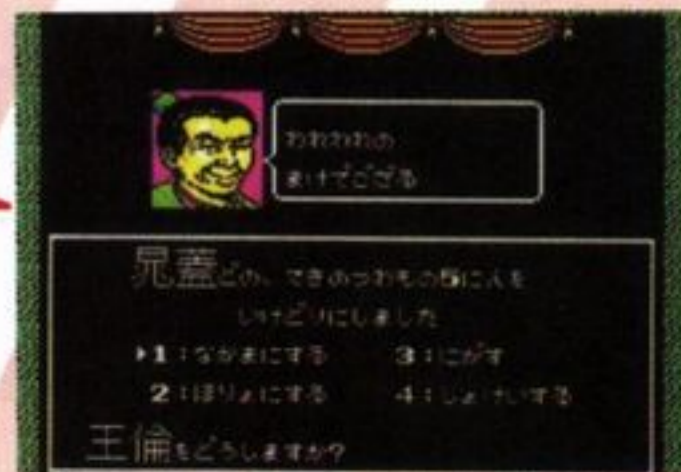 われわれの
まけでござる
晁蓋どの、てきのつわもの5に人を
いけどりにしました
▶1:なかまにする 3:にがす
2:ほりょにする 4:しょけいする
王倫をどうしますか?